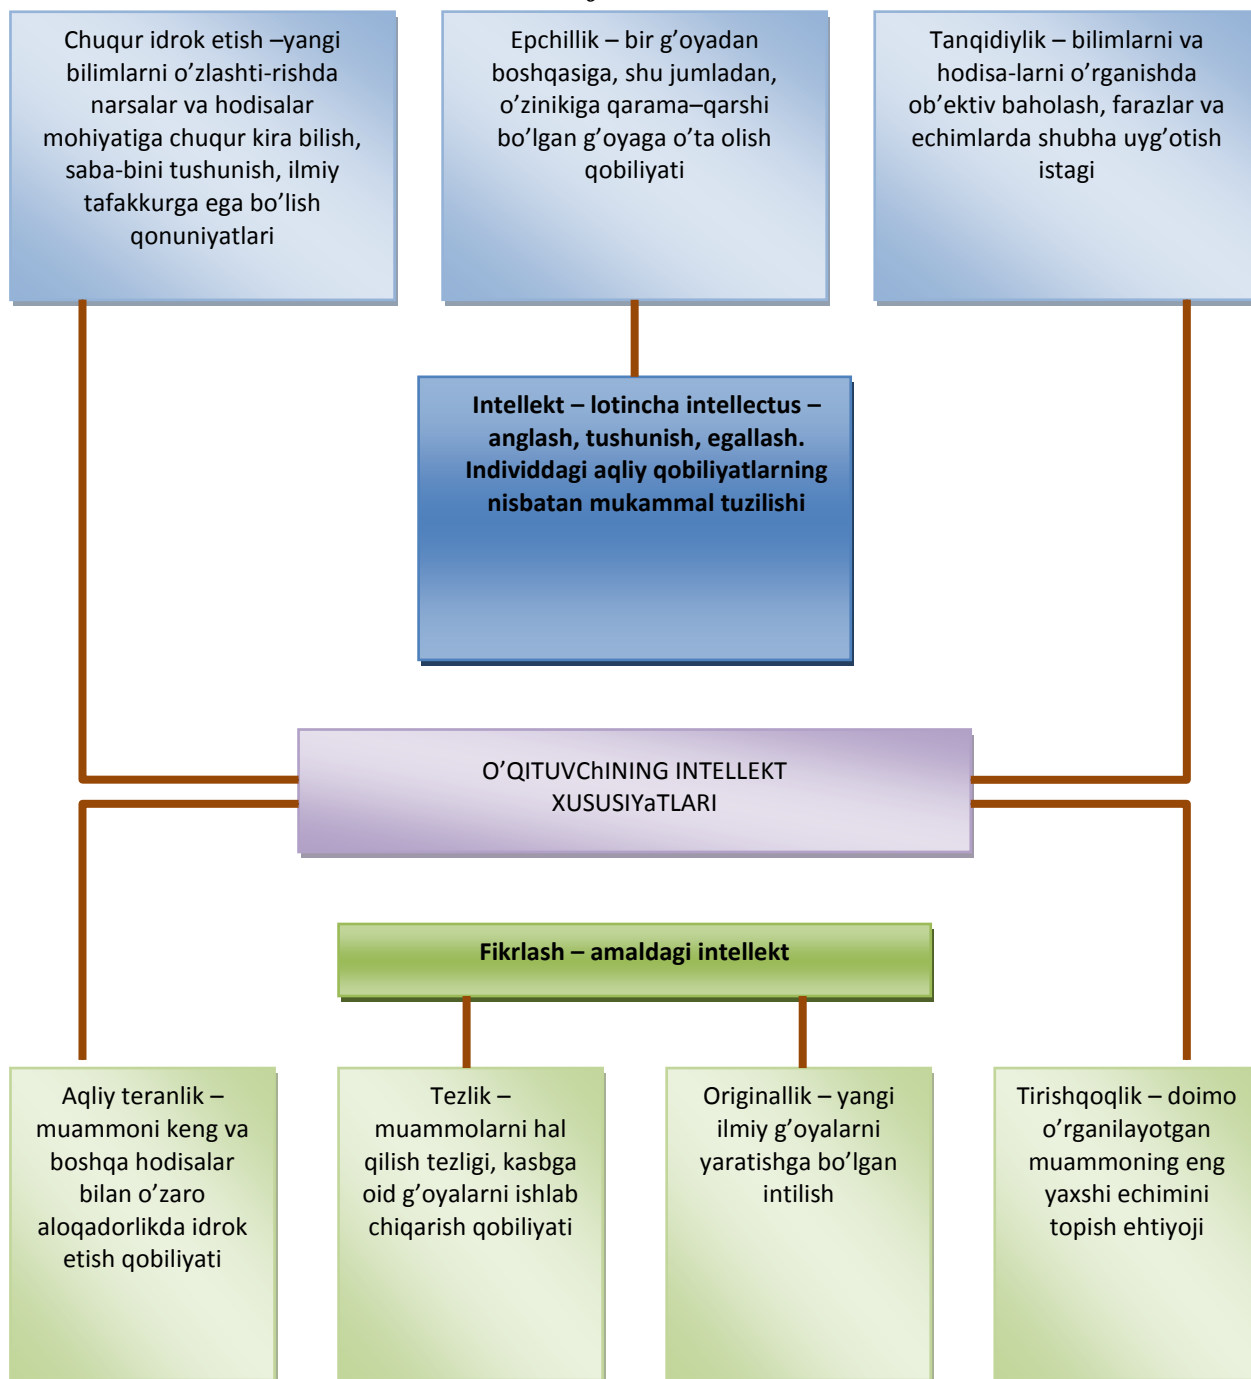 Chuqur idrok etish –yangi
bilimlarni o’zlashti-rishda
narsalar va hodisalar
mohiyatiga chuqur kira bilish,
saba-bini tushunish, ilmiy
tafakkurga ega bo’lish
qonuniyatlari
Epchillik – bir g’oyadan
boshqasiga, shu jumladan,
o’zinikiga qarama–qarshi
bo’lgan g’oyaga o’ta olish
qobiliyati
Tanqidiylik – bilimlarni va
hodisa-larni o’rganishda
ob’ektiv baholash, farazlar va
echimlarda shubha uyg’otish
istagi
Intellekt – lotincha intellectus –
anglash, tushunish, egallash.
Individdagi aqliy qobiliyatlarning
nisbatan mukammal tuzilishi
O’QITUVChINING INTELLEKT
XUSUSIYaTLARI
Fikrlash – amaldagi intellekt
Aqliy teranlik –
muammoni keng va
boshqa hodisalar
bilan o’zaro
aloqadorlikda idrok
etish qobiliyati
Tezlik –
muammolarni hal
qilish tezligi, kasbga
oid g’oyalarni ishlab
chiqarish qobiliyati
Originallik – yangi
ilmiy g’oyalarni
yaratishga bo’lgan
intilish
Tirishqoqlik – doimo
o’rganilayotgan
muammoning eng
yaxshi echimini
topish ehtiyoji